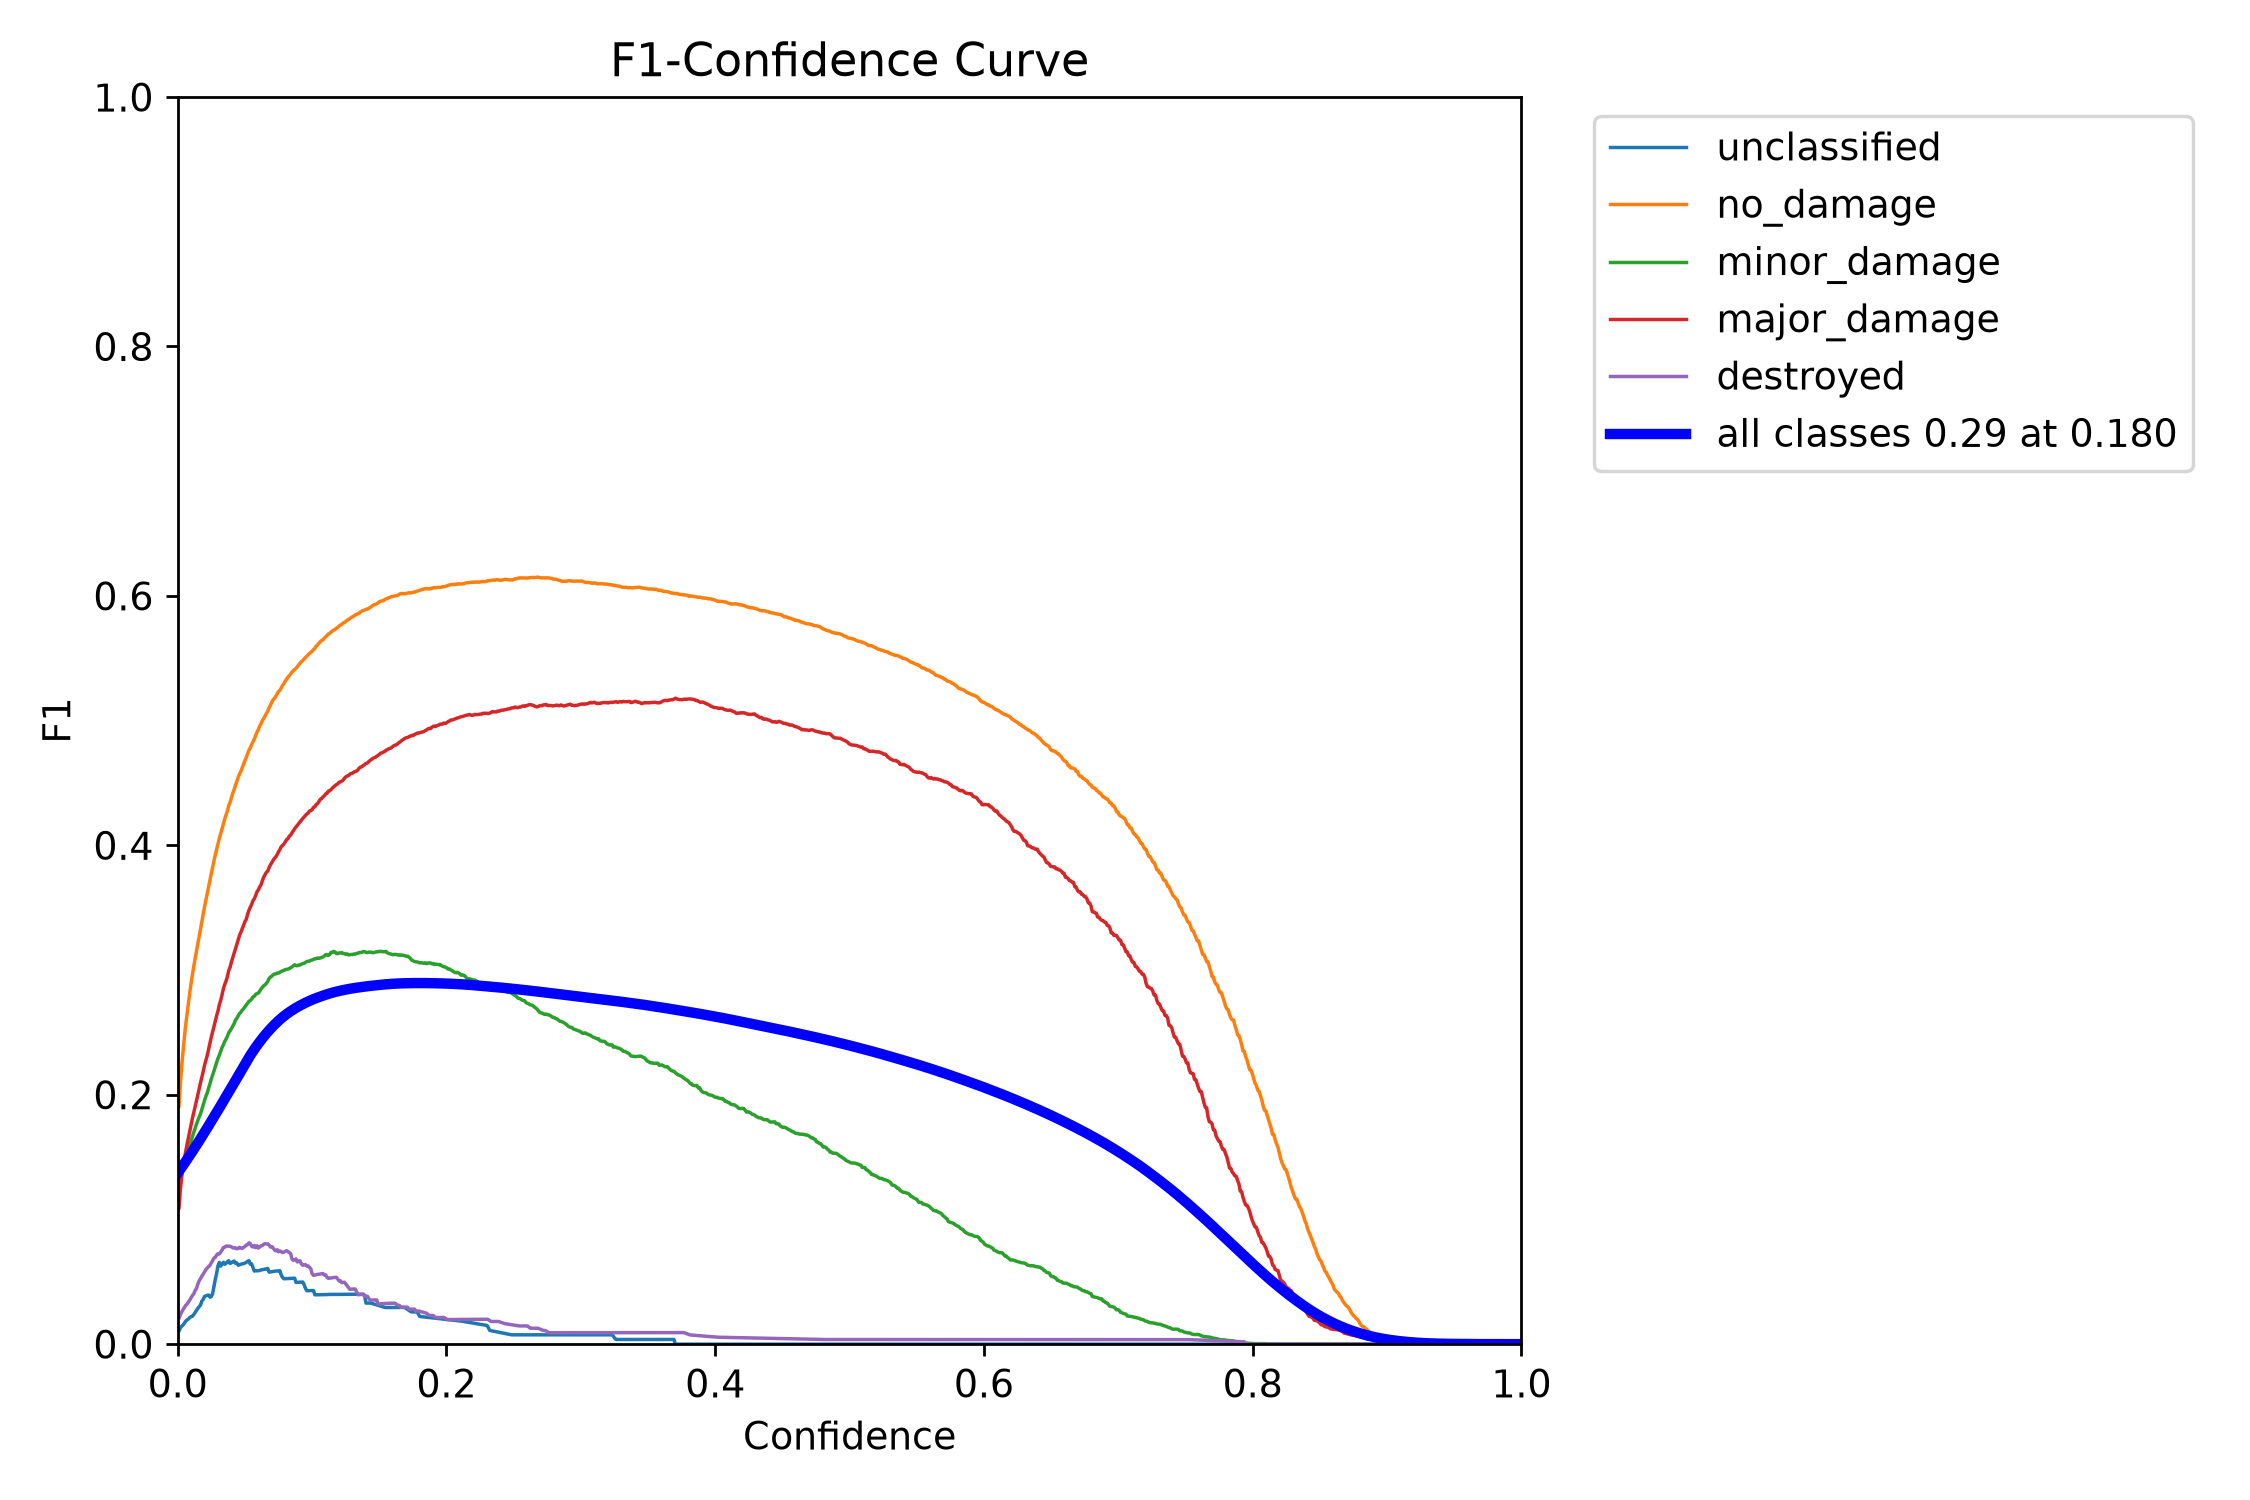 F1-Confidence Curve
1.0
0.8
0.6
0.4
0.2
0.0
F1
0.0 0.2 0.4 0.6 0.8 1.0
Confidence
unclassified
no_damage
minor_damage
major_damage
destroyed
all classes 0.29 at 0.180